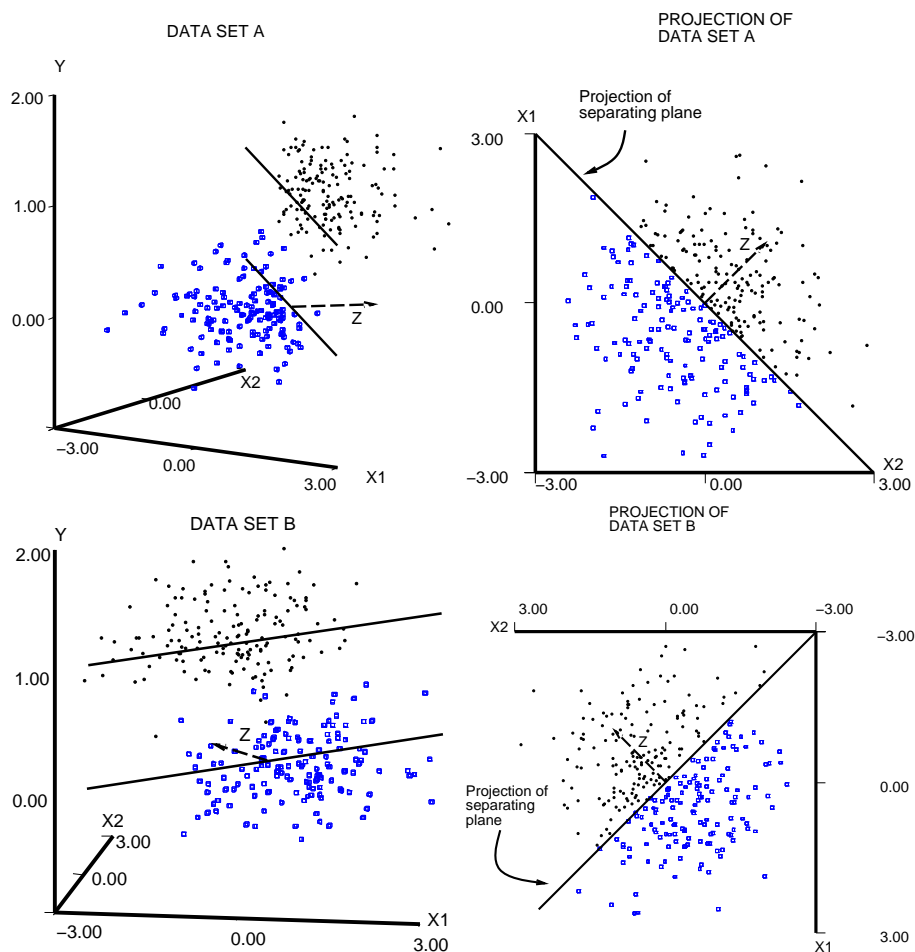 DATA SET A
Y
2.00
1.00
0.00
Z
X2
0.00
−3.00
0.00
3.00
X1
PROJECTION OF
DATA SET A
Projection of
separating plane
X1
3.00
Z
0.00
X2
−3.00
−3.00
0.00
3.00
DATA SET B
Y
2.00
1.00
Z
0.00
X2
3.00
0.00
X1
−3.00
0.00
3.00
PROJECTION OF
DATA SET B
3.00
0.00
−3.00
X2
−3.00
Z
0.00
Projection of
separating
plane
3.00
X1